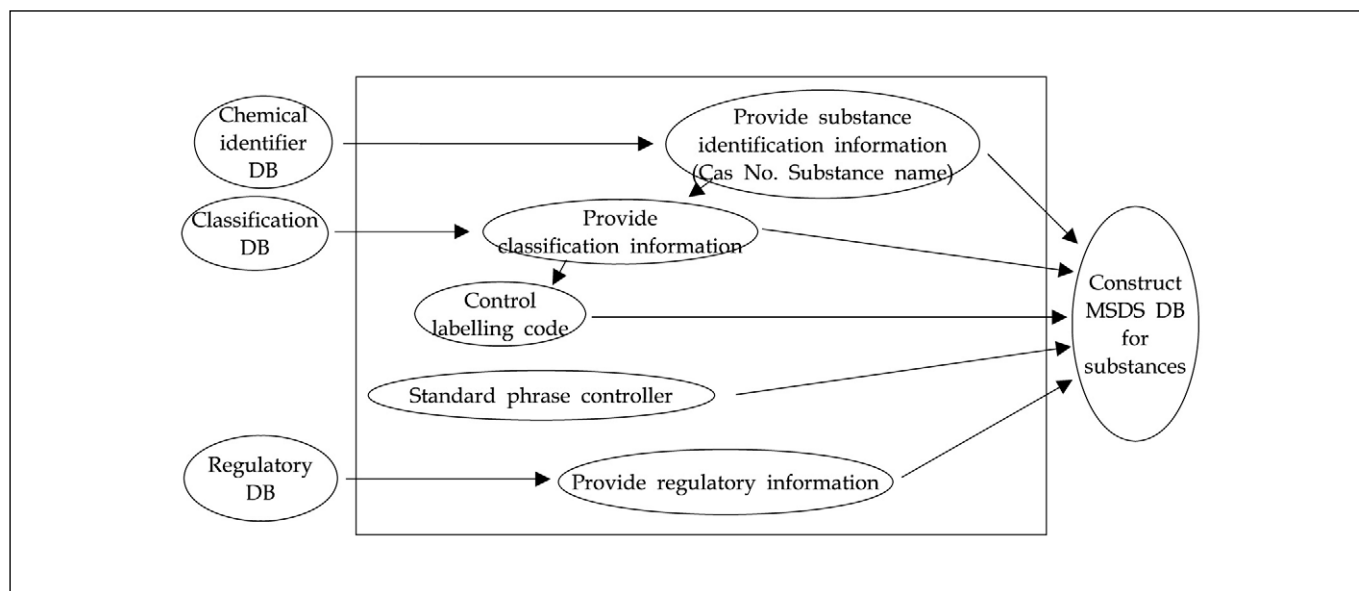 Chemical
identifier
DB
Provide substance
identification information
(Cas No. Substance name)
Classification
DB
Provide
classification information
Control
labelling code
Construct
MSDS DB
for
substances
Standard phrase controller
Regulatory
DB
Provide regulatory information